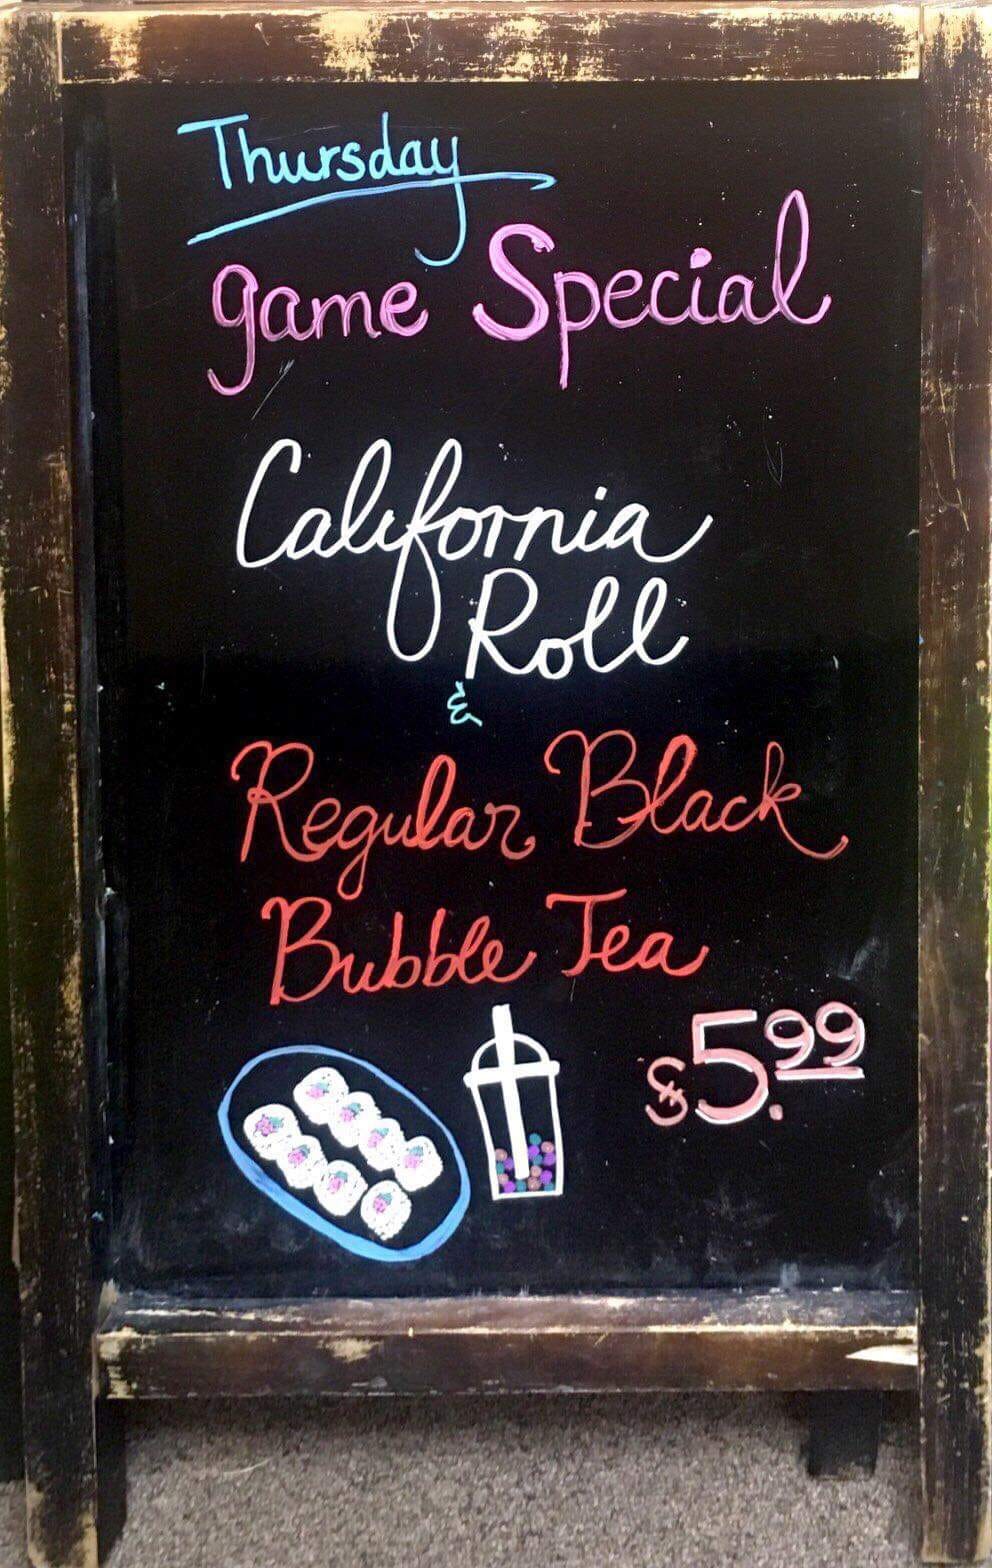 Thursday
game Special
California
Roll
&
Regular Black
Bubble Tea
$5.99